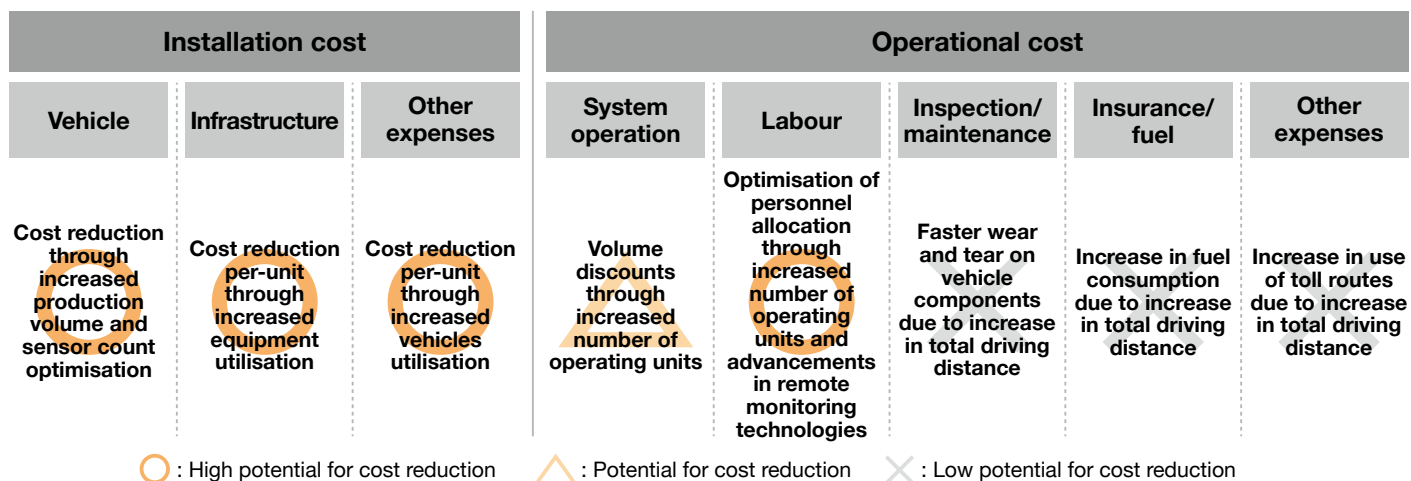 Installation cost
Operational cost
Vehicle
Infrastructure
Other
expenses
System
operation
Labour
Inspection/
maintenance
Insurance/
fuel
Other
expenses
Cost reduction
through
increased
production
volume and
sensor count
optimisation
Cost reduction
per-unit
through
increased
equipment
utilisation
Cost reduction
per-unit
through
increased
vehicles
utilisation
Volume
discounts
through
increased
number of
operating units
Optimisation of
personnel
allocation
through
increased
number of
operating
units and
advancements
in remote
monitoring
technologies
Faster wear
and tear on
vehicle
components
due to increase
in total driving
distance
Increase in fuel
consumption
due to increase
in total driving
distance
Increase in use
of toll routes
due to increase
in total driving
distance
: High potential for cost reduction
: Potential for cost reduction
: Low potential for cost reduction